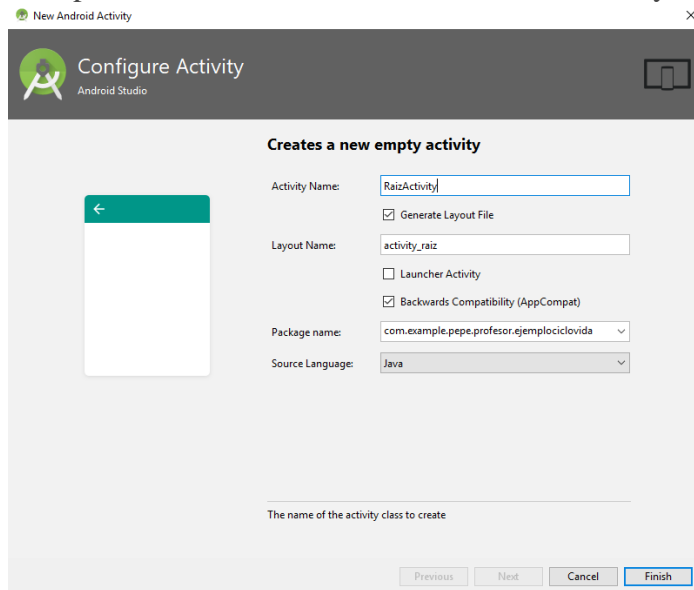 New Android Activity
Configure Activity
Android Studio
Creates a new empty activity
Activity Name: RaizActivity
Generate Layout File
Layout Name: activity_raiz
Launcher Activity
Backwards Compatibility (AppCompat)
Package name: com.example.pepe.profesor.ejemplociclovida
Source Language: Java
The name of the activity class to create
Previous Next Cancel Finish